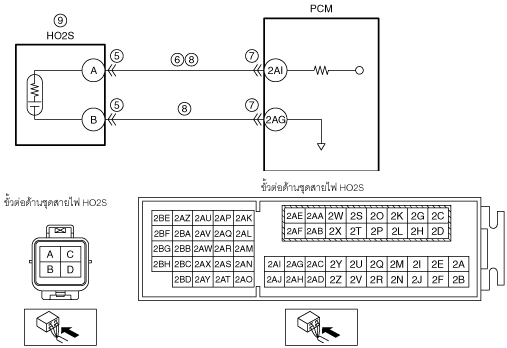 ⑨
HO2S
PCM
⑤ ⑥⑧ ⑦
A 2AI
⑤ ⑧ ⑦
B 2AG
ขั้วต่อด้านชุดสายไฟ HO2S
ขั้วต่อด้านชุดสายไฟ HO2S
A C
B D
2BE 2AZ 2AU 2AP 2AK
2BF 2BA 2AV 2AQ 2AL
2BG 2BB 2AW 2AR 2AM
2BH 2BC 2AX 2AS 2AN
2BD 2AY 2AT 2AO
2AE 2AA 2W 2S 2O 2K 2G 2C
2AF 2AB 2X 2T 2P 2L 2H 2D
2AI 2AG 2AC 2Y 2U 2Q 2M 2I 2E 2A
2AJ 2AH 2AD 2Z 2V 2R 2N 2J 2F 2B